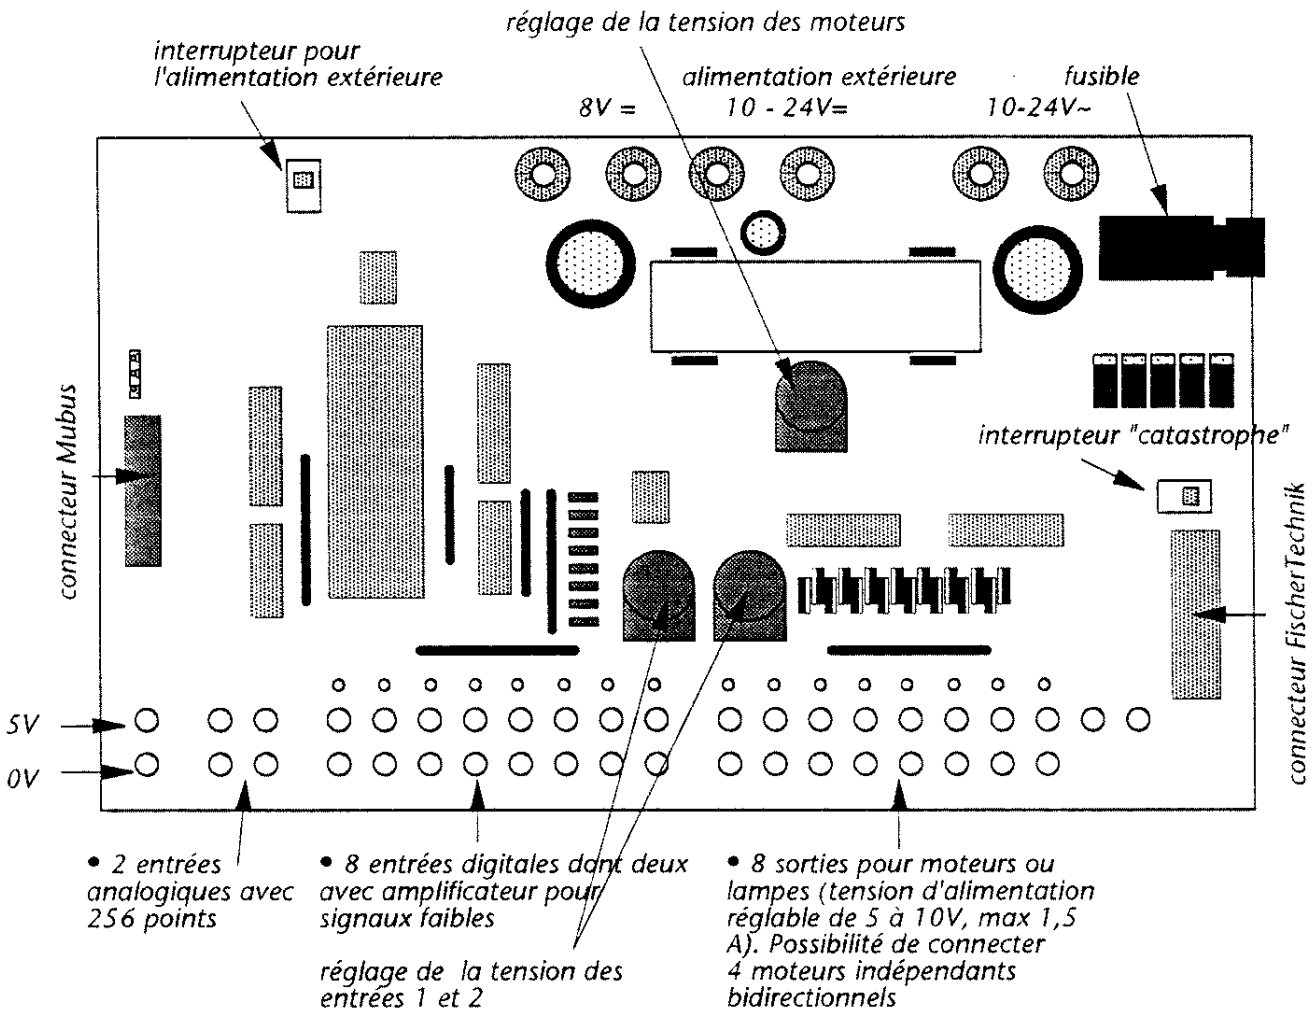 réglage de la tension des moteurs
interrupteur pour
l'alimentation extérieure
alimentation extérieure
fusible
8V =
10 - 24V=
10-24V~
connecteur Mubus
interrupteur "catastrophe"
connecteur FischerTechnik
5V
0V
• 2 entrées
analogiques avec
256 points
• 8 entrées digitales dont deux
avec amplificateur pour
signaux faibles
réglage de la tension des
entrées 1 et 2
• 8 sorties pour moteurs ou
lampes (tension d'alimentation
réglable de 5 à 10V, max 1,5
A). Possibilité de connecter
4 moteurs indépendants
bidirectionnels